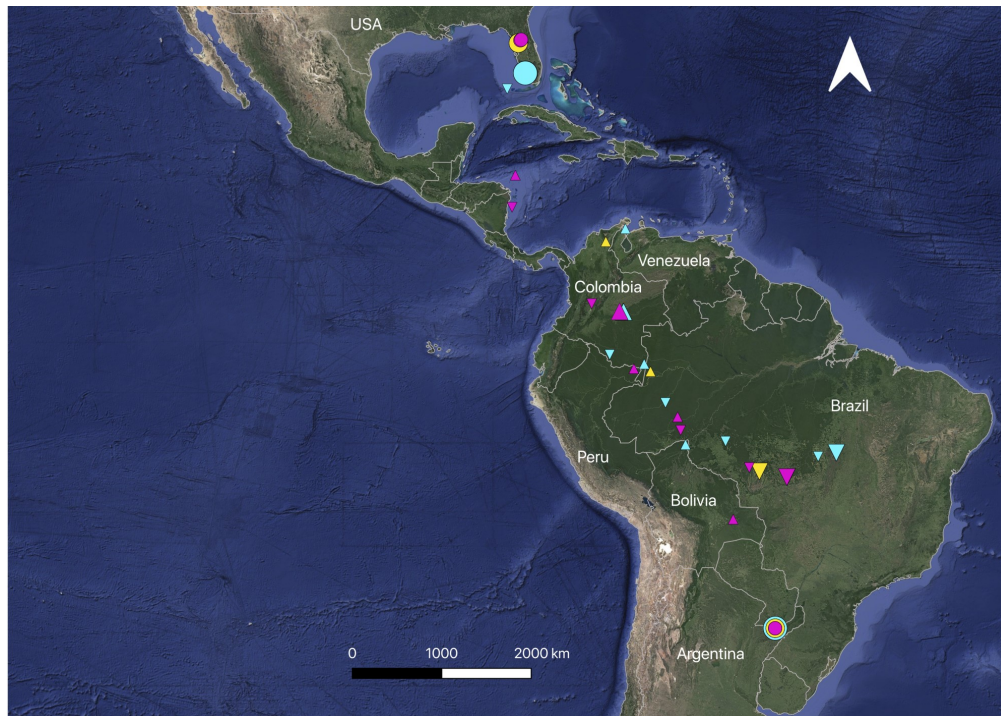 USA
Venezuela
Colombia
Brazil
Peru
Bolivia
Argentina
0 1000 2000 km